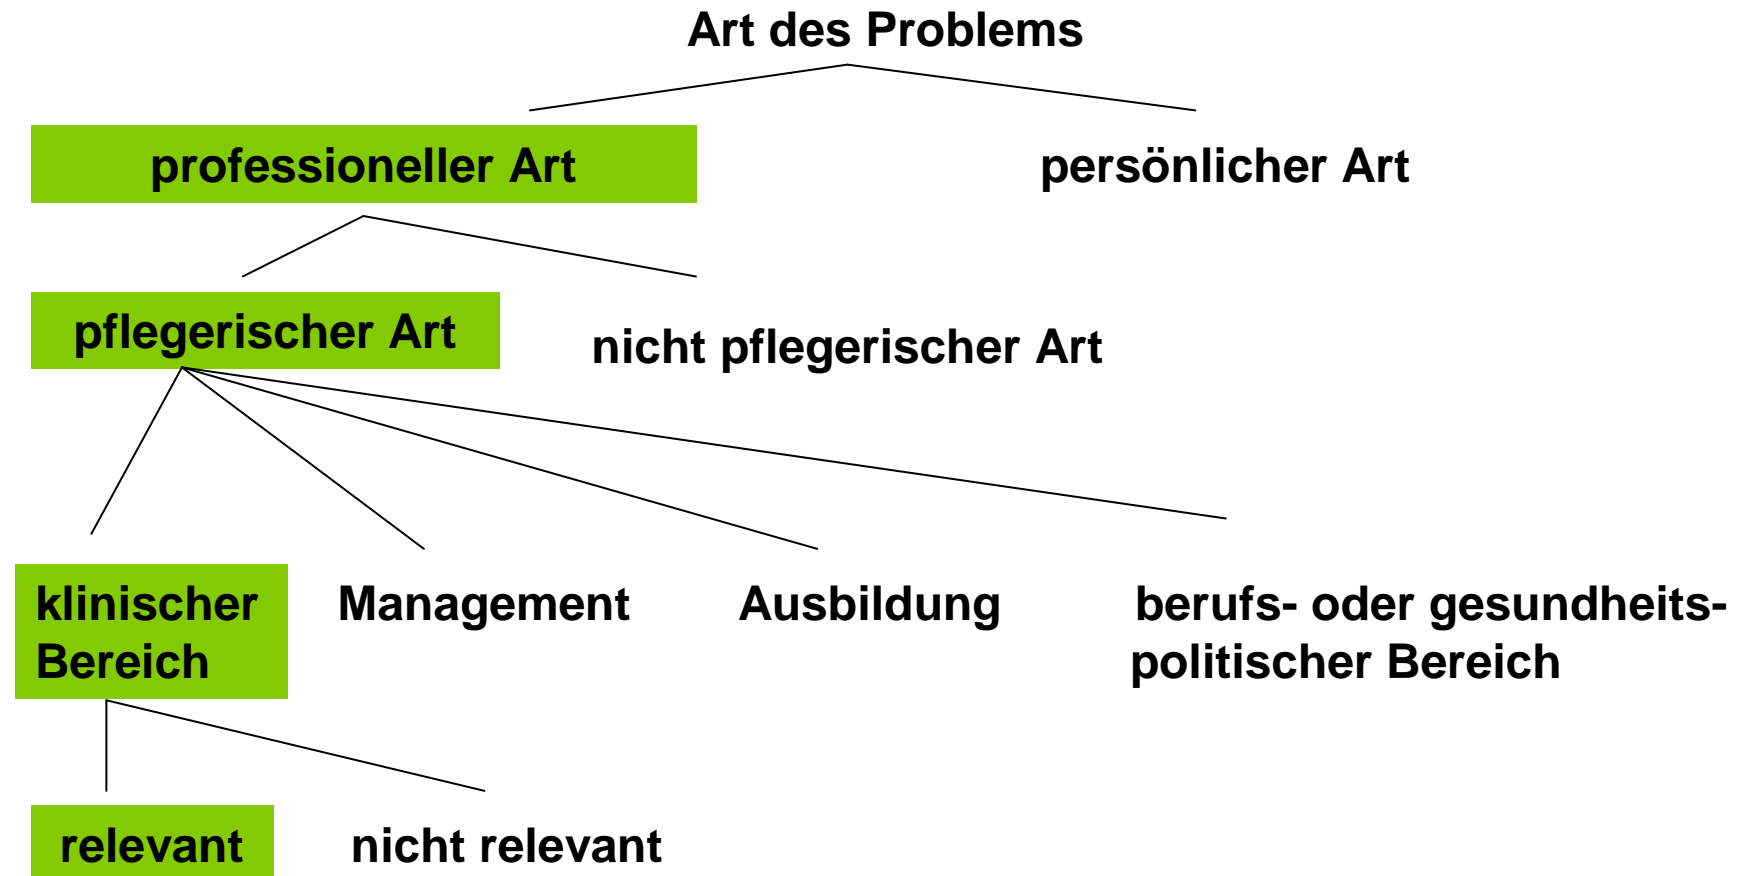 Art des Problems
professioneller Art
persönlicher Art
pflegerischer Art
nicht pflegerischer Art
klinischer
Bereich
Management
Ausbildung
berufs- oder gesundheits-
politischer Bereich
relevant
nicht relevant